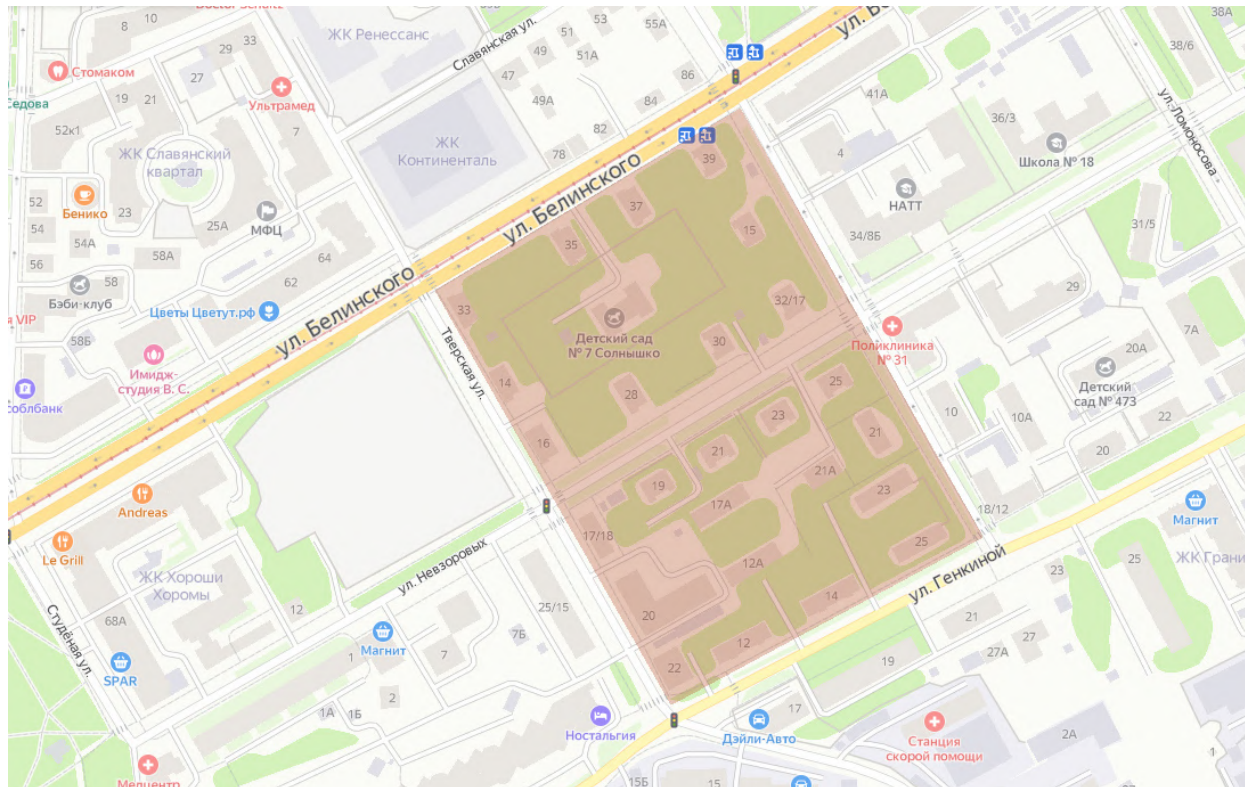 Doctor Schultz
8
10
29
33
27
Стомаком
Седова
19
21
Ультрамед
7
52к1
ЖК Славянский
квартал
52
Бенико
23
54
54А
25А
МФЦ
56
58А
64
58
62
Бэби-клуб
Цветы Цветут.рф
VIP
58Б
Имидж-
студия В. С.
ЖК Ренессанс
Славянская ул.
53
55А
51
49
51А
47
86
49А
84
82
78
ЖК
Континенталь
ул. Белинского
ул. Белинского
38А
38/6
ул. Ломоносова
41А
36/3
Школа № 18
4
НАТТ
34/8Б
31/5
29
7А
20А
Поликлиника
№ 31
Детский
сад № 473
10
10А
22
20
18/12
39
37
35
15
33
32/17
Детский сад
№ 7 Солнышко
30
Тверская ул.
14
28
25
16
23
21
21
19
21А
17А
23
17/18
25
12А
20
14
12
22
ул. Генкиной
Магнит
25
ЖК Грани
23
21
27
27А
19
17
Дэйли-Авто
Станция
скорой помощи
2А
1
15Б
15
Ностальгия
Andreas
Le Grill
ЖК Хороши
Хоромы
ул. Невзоровых
12
25/15
7Б
Студёная ул.
68А
Магнит
7
1
SPAR
2
1А
1Б
Медцентр